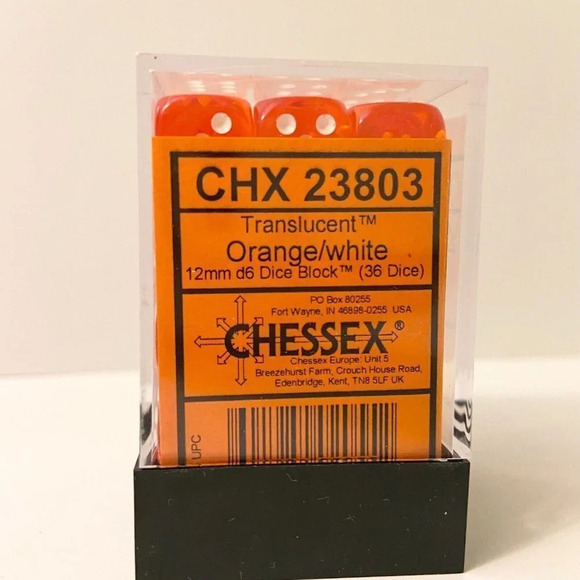 CHX 23803
Translucent™
Orange/white
12mm d6 Dice Block™ (36 Dice)
PO Box 80255
Fort Wayne, IN 46898-0255 USA
CHESSEX®
Chessex Europe: Unit 5
Breezehurst Farm, Crouch House Road,
Edenbridge, Kent, TN8 5LF UK
UPC